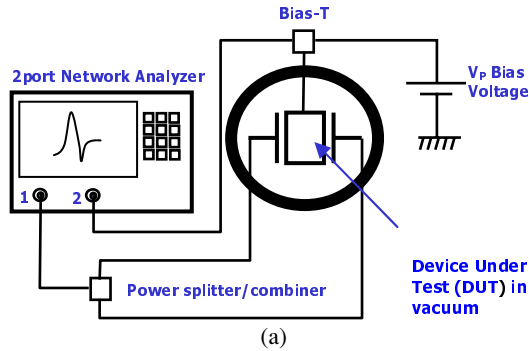 Bias-T
2port Network Analyzer
VP Bias
Voltage
1
2
Power splitter/combiner
Device Under
Test (DUT) in
vacuum
(a)